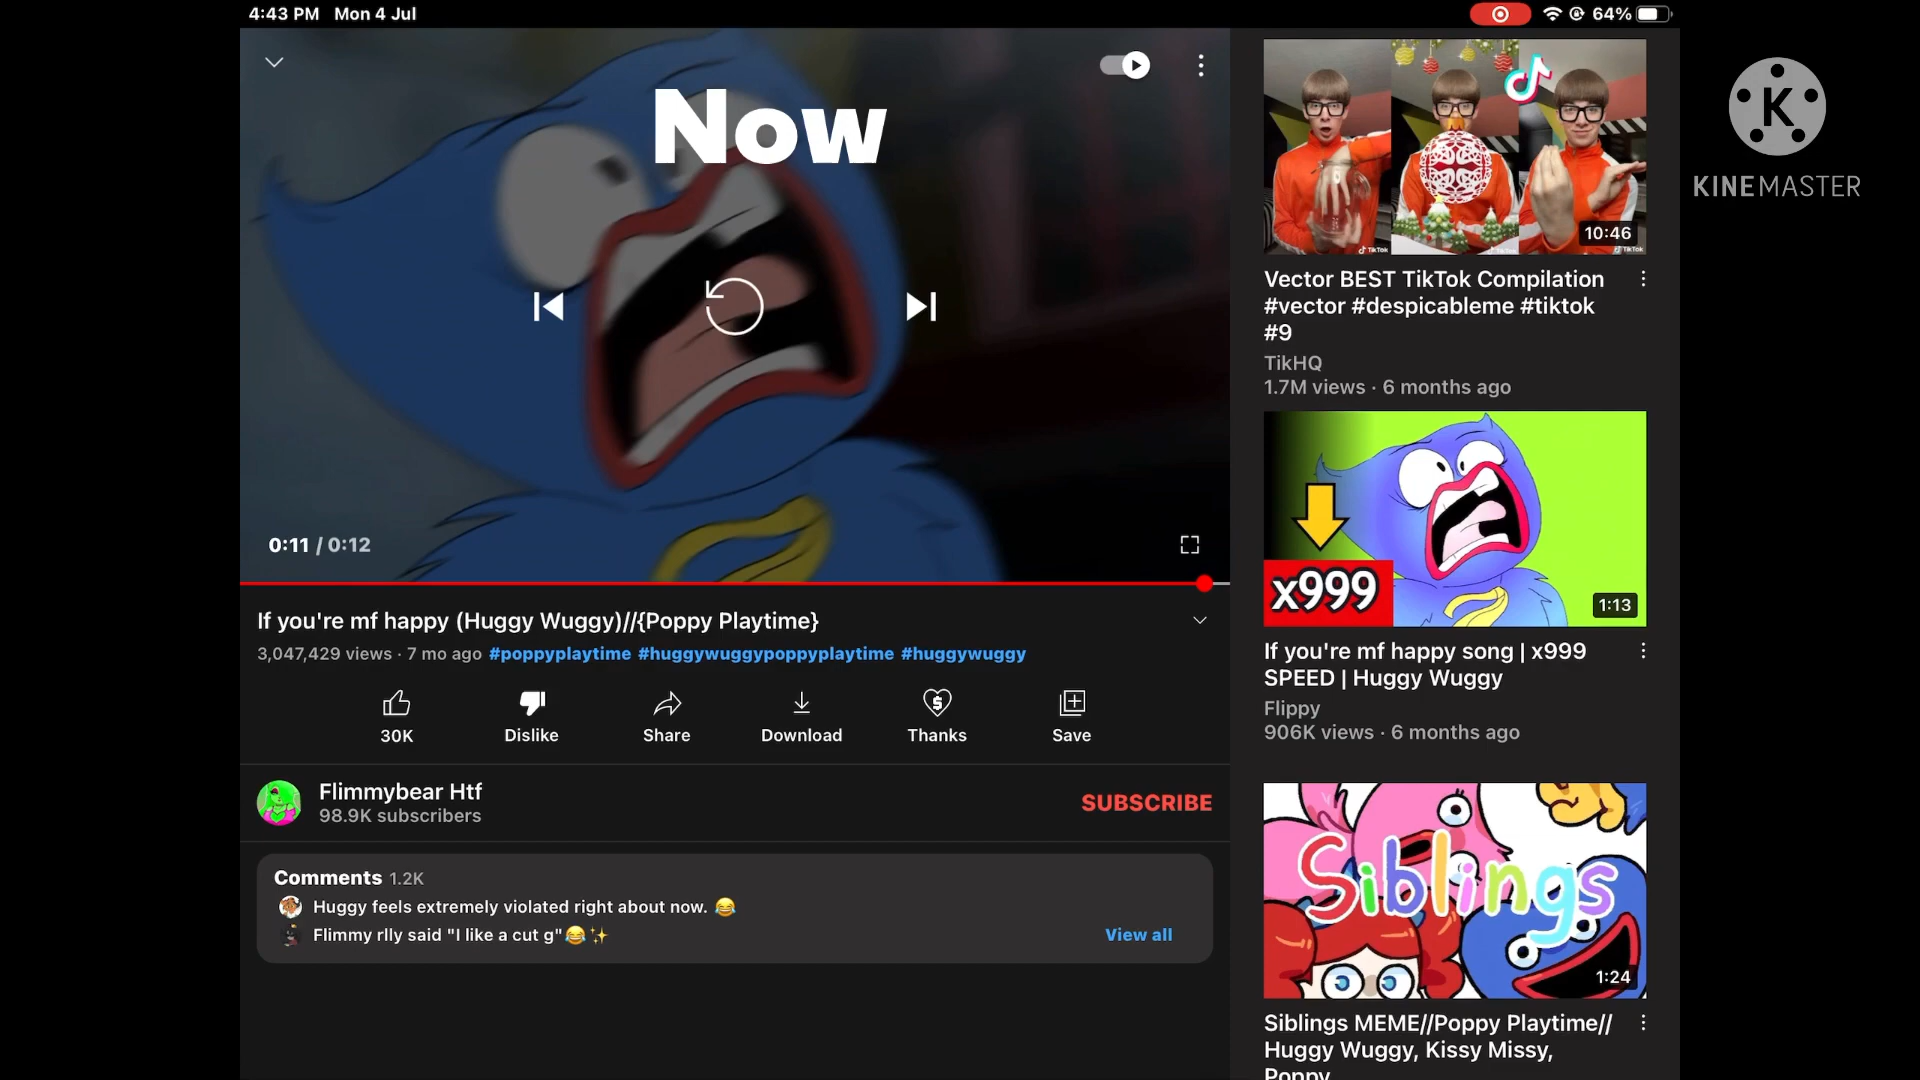 4:43 PM Mon 4 Jul
64%
Now
0:11 / 0:12
If you're mf happy (Huggy Wuggy)//{Poppy Playtime}
3,047,429 views · 7 mo ago #poppyplaytime #huggywuggypoppyplaytime #huggywuggy
30K
Dislike
Share
Download
Thanks
Save
Flimmybear Htf
98.9K subscribers
SUBSCRIBE
Comments 1.2K
Huggy feels extremely violated right about now. 😂
Flimmy rlly said "I like a cut g"😂✨
View all
TikTok
TikTok
10:46
Vector BEST TikTok Compilation
#vector #despicableme #tiktok
#9
TikHQ
1.7M views · 6 months ago
x999
1:13
If you're mf happy song | x999
SPEED | Huggy Wuggy
Flippy
906K views · 6 months ago
Siblings
1:24
Siblings MEME//Poppy Playtime//
Huggy Wuggy, Kissy Missy,
Poppy
K
KINEMASTER